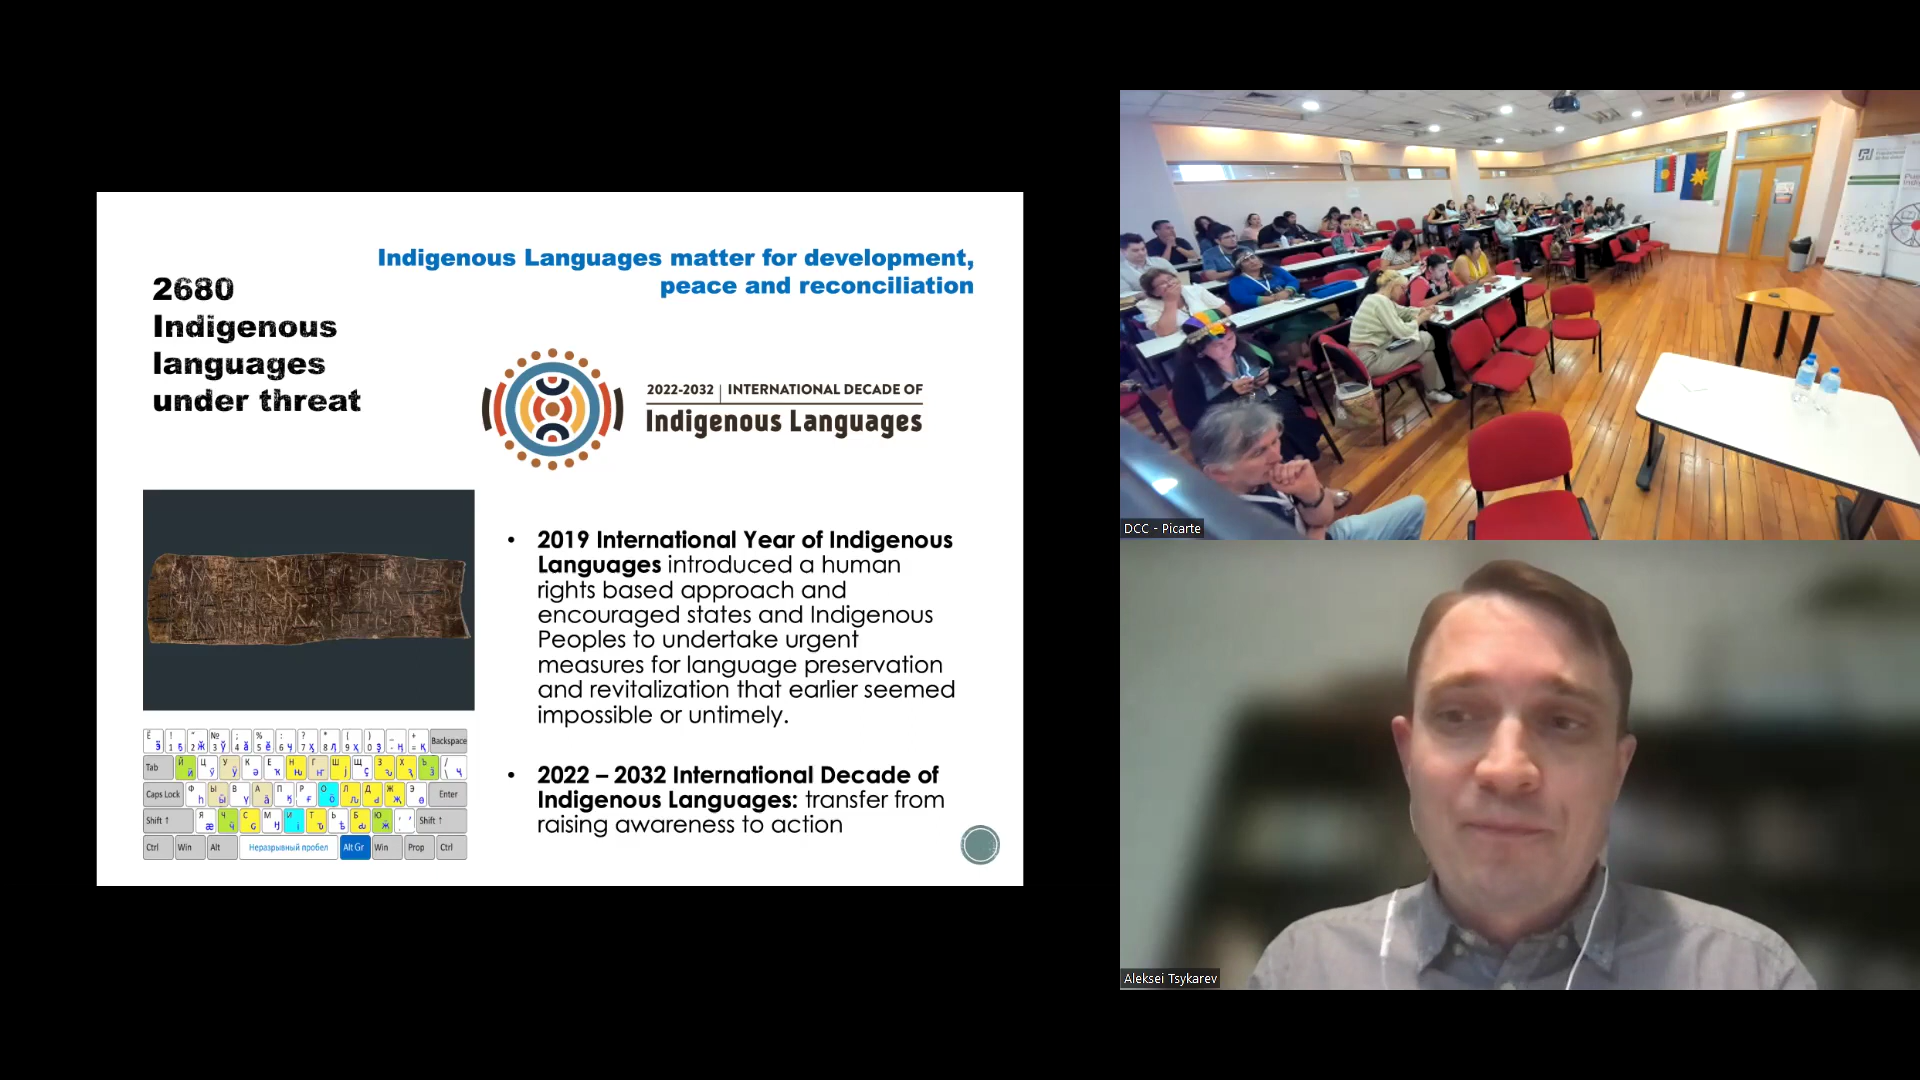 Indigenous Languages matter for development,
peace and reconciliation
2680
Indigenous
languages
under threat
2022-2032 | INTERNATIONAL DECADE OF
Indigenous Languages
• 2019 International Year of Indigenous
Languages introduced a human
rights based approach and
encouraged states and Indigenous
Peoples to undertake urgent
measures for language preservation
and revitalization that earlier seemed
impossible or untimely.
• 2022 – 2032 International Decade of
Indigenous Languages: transfer from
raising awareness to action
Backspace
Tab
Caps Lock
Enter
Shift ↑
Shift ↑
Ctrl Win Alt Неразрывный пробел Alt Gr Win Prop Ctrl
DCC - Picarte
Aleksei Tsykarev